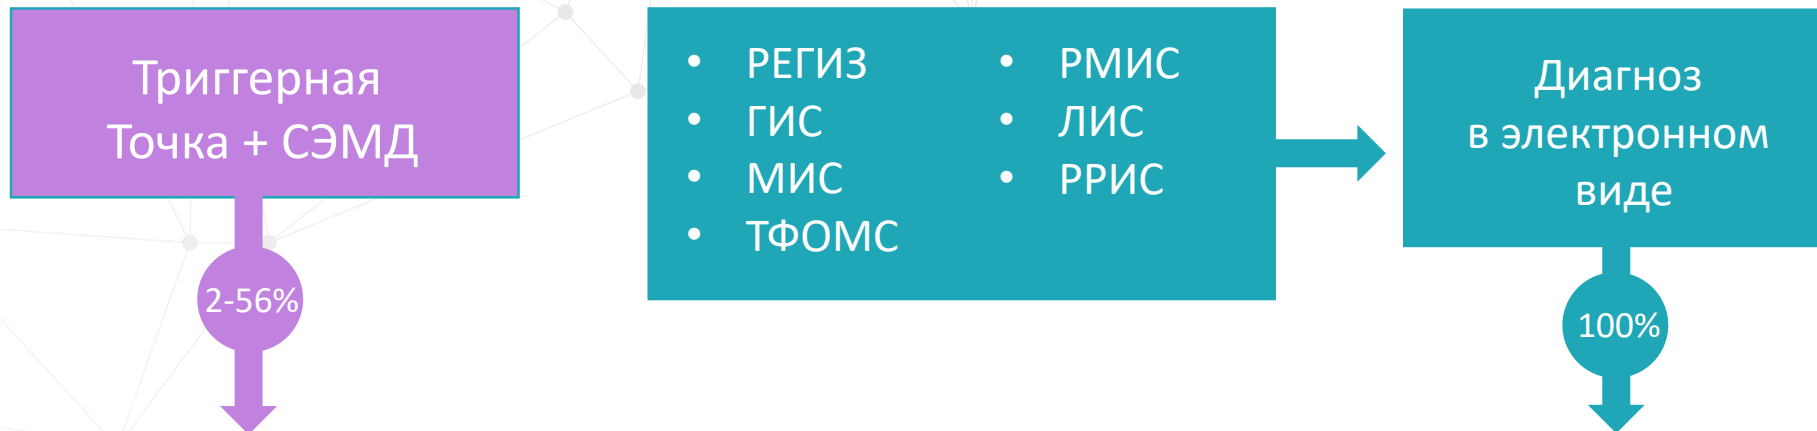 Триггерная
Точка + СЭМД
2-56%
• РЕГИЗ
• ГИС
• МИС
• ТФОМС
• РМИС
• ЛИС
• РРИС
Диагноз
в электронном
виде
100%